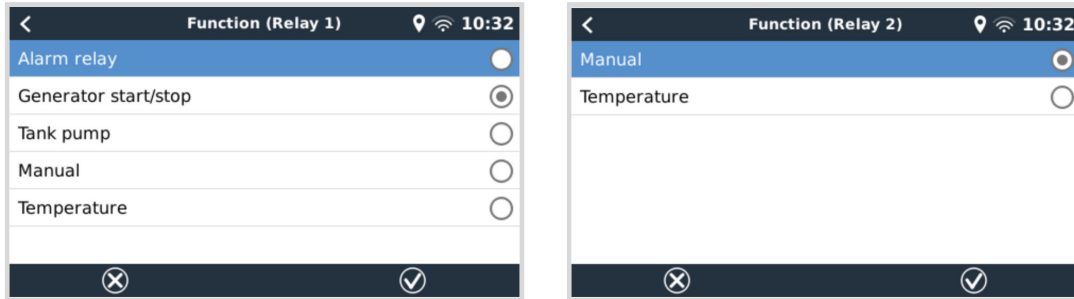 Function (Relay 1) 10:32
Alarm relay
Generator start/stop
Tank pump
Manual
Temperature
Function (Relay 2) 10:32
Manual
Temperature